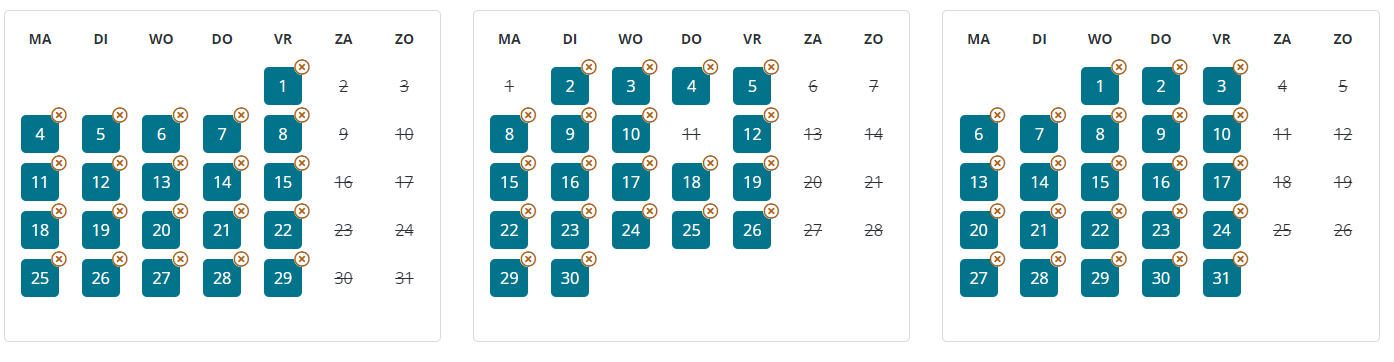 MA DI WO DO VR ZA ZO
1 2 3
4 5 6 7 8 9 10
11 12 13 14 15 16 17
18 19 20 21 22 23 24
25 26 27 28 29 30 31
MA DI WO DO VR ZA ZO
1 2 3 4 5 6 7
8 9 10 11 12 13 14
15 16 17 18 19 20 21
22 23 24 25 26 27 28
29 30
MA DI WO DO VR ZA ZO
1 2 3 4 5
6 7 8 9 10 11 12
13 14 15 16 17 18 19
20 21 22 23 24 25 26
27 28 29 30 31